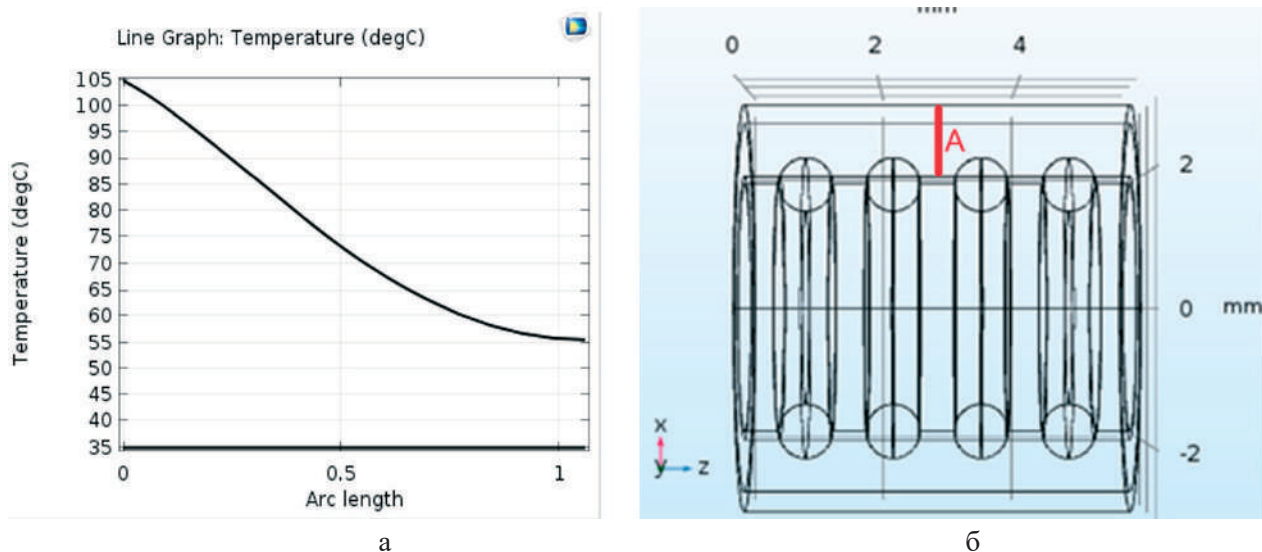 Line Graph: Temperature (degC)
105
100
95
90
85
80
75
70
65
60
55
50
45
40
35
Temperature (degC)
0 0.5 1
Arc length
а
mm
0 2 4
A
2
0 mm
-2
x
y z
б